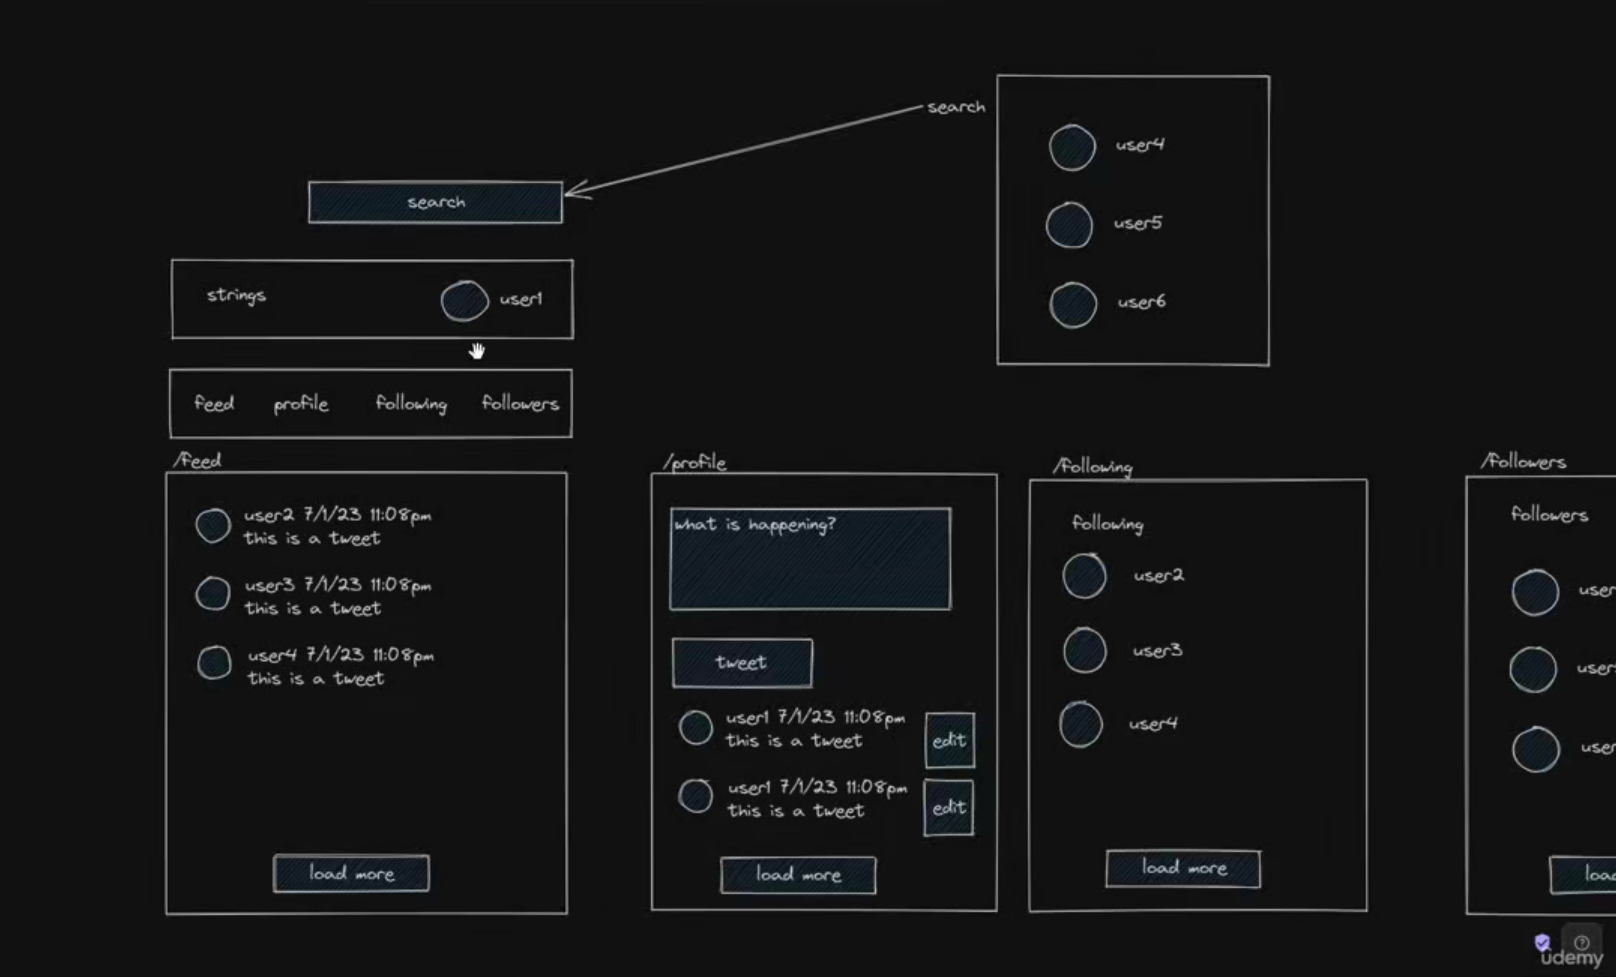 search
user4
user5
user6
search
strings
user1
feed profile following followers
/feed
user2 7/1/23 11:08pm
this is a tweet
user3 7/1/23 11:08pm
this is a tweet
user4 7/1/23 11:08pm
this is a tweet
load more
/profile
what is happening?
tweet
user1 7/1/23 11:08pm
this is a tweet
edit
user1 7/1/23 11:08pm
this is a tweet
edit
load more
/following
following
user2
user3
user4
load more
/followers
followers
udemy